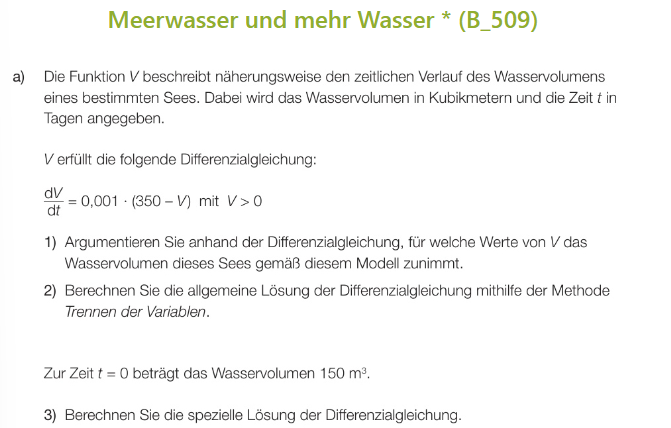 Meerwasser und mehr Wasser * (B_509)
a) Die Funktion V beschreibt näherungsweise den zeitlichen Verlauf des Wasservolumens
eines bestimmten Sees. Dabei wird das Wasservolumen in Kubikmetern und die Zeit t in
Tagen angegeben.
V erfüllt die folgende Differenzialgleichung:
dV/dt = 0,001 · (350 – V) mit V > 0
1) Argumentieren Sie anhand der Differenzialgleichung, für welche Werte von V das
Wasservolumen dieses Sees gemäß diesem Modell zunimmt.
2) Berechnen Sie die allgemeine Lösung der Differenzialgleichung mithilfe der Methode
Trennen der Variablen.
Zur Zeit t = 0 beträgt das Wasservolumen 150 m³.
3) Berechnen Sie die spezielle Lösung der Differenzialgleichung.